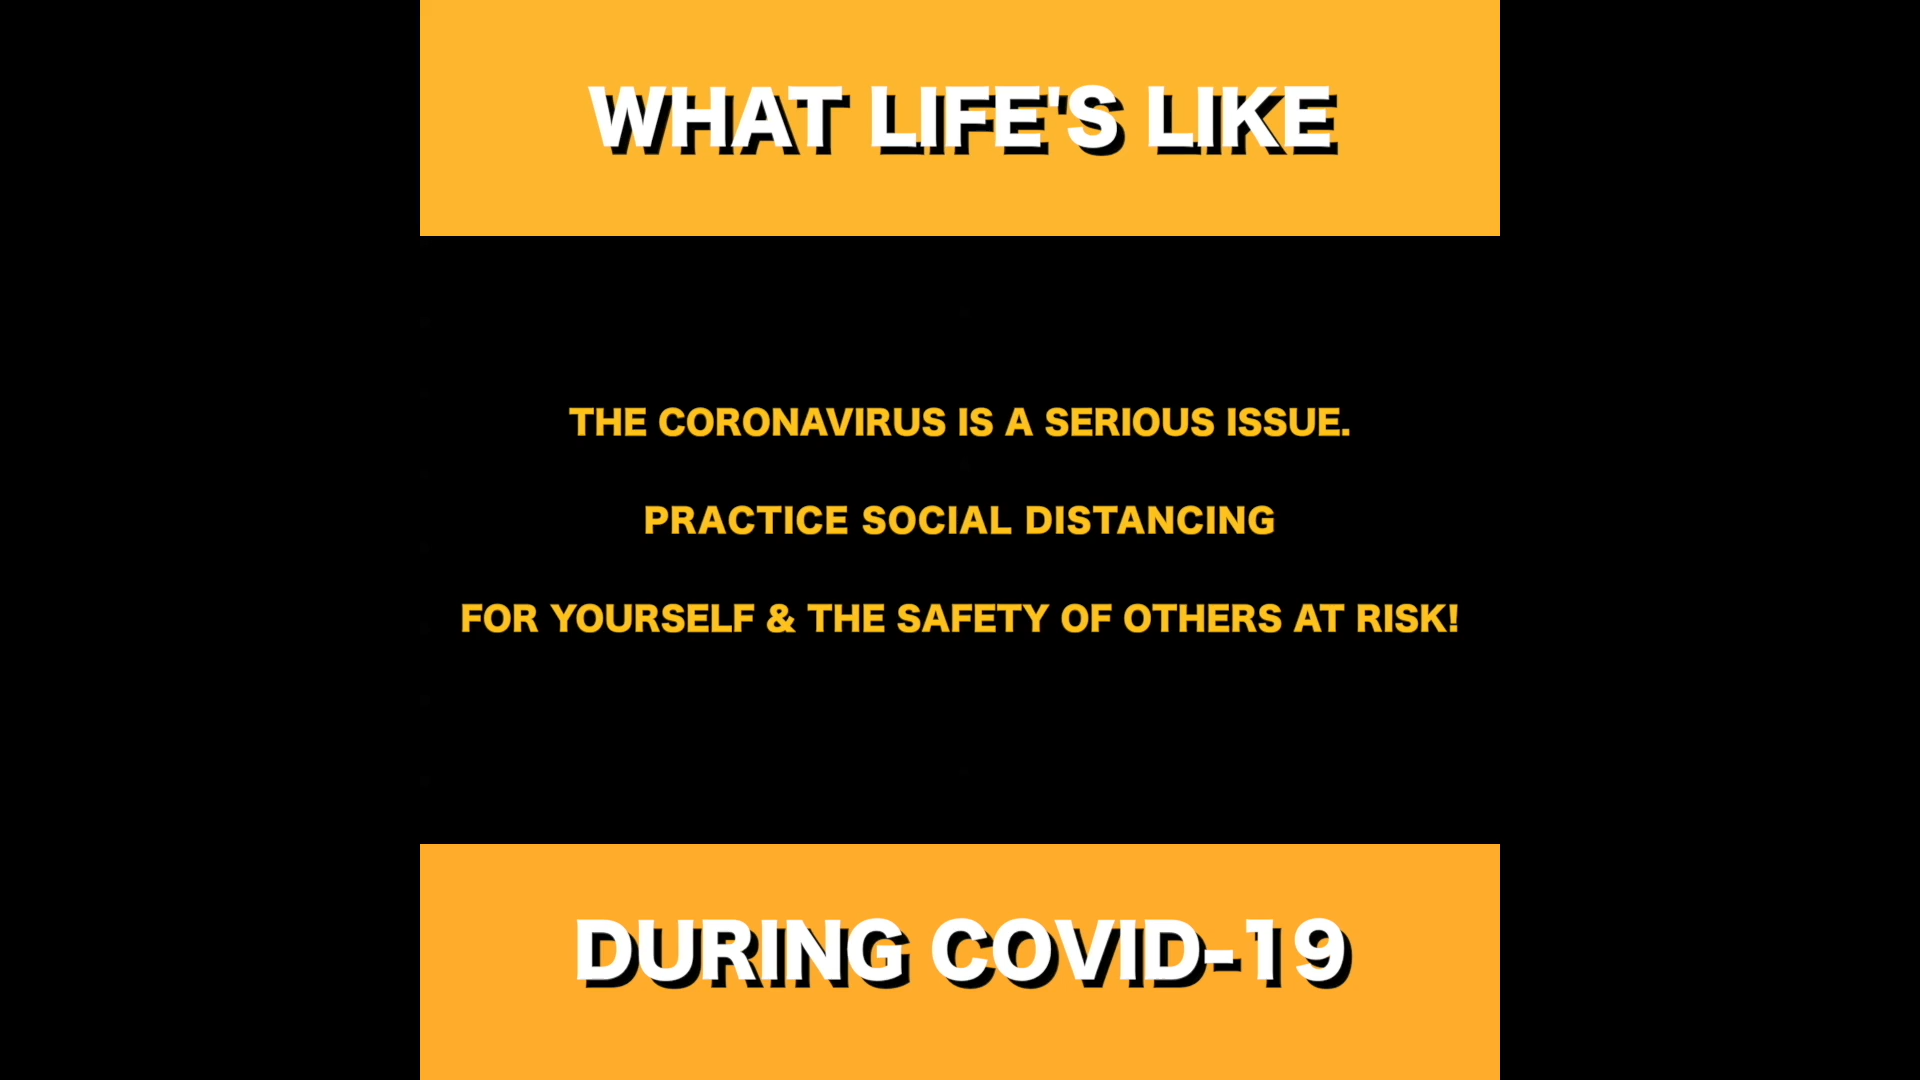 WHAT LIFE'S LIKE
THE CORONAVIRUS IS A SERIOUS ISSUE.
PRACTICE SOCIAL DISTANCING
FOR YOURSELF & THE SAFETY OF OTHERS AT RISK!
DURING COVID-19